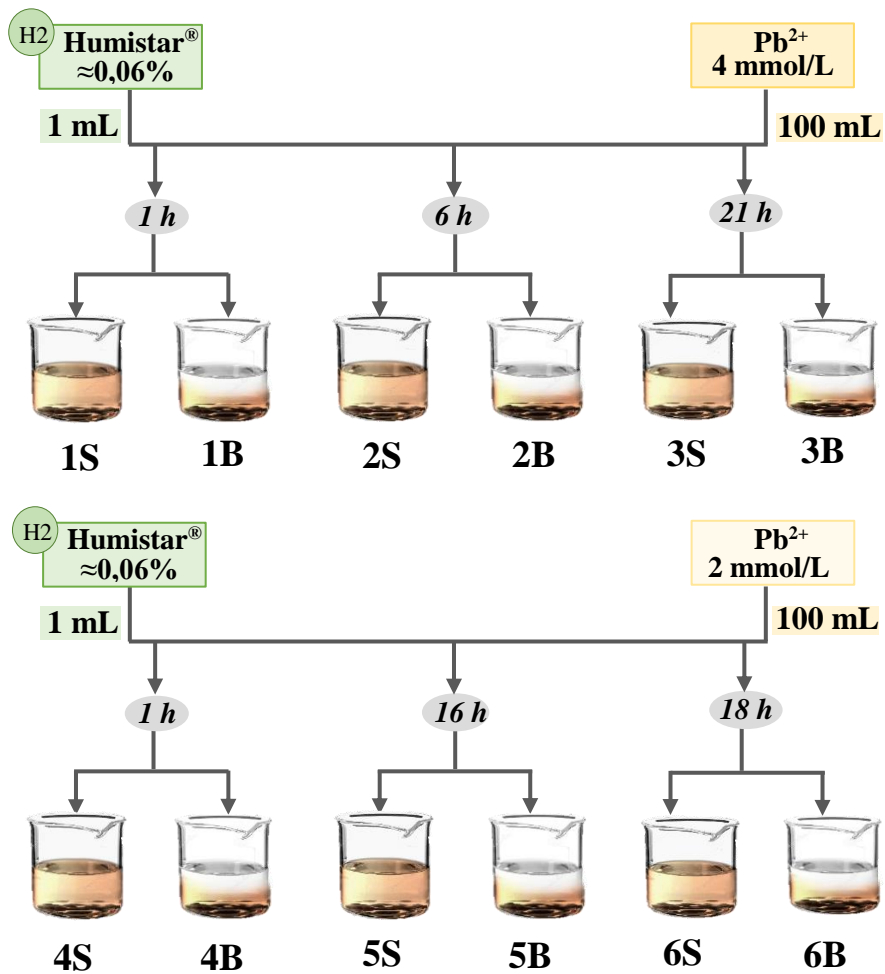 H2
Humistar®
≈0,06%
Pb²⁺
4 mmol/L
1 mL
100 mL
1 h
6 h
21 h
1S
1B
2S
2B
3S
3B
H2
Humistar®
≈0,06%
Pb²⁺
2 mmol/L
1 mL
100 mL
1 h
16 h
18 h
4S
4B
5S
5B
6S
6B